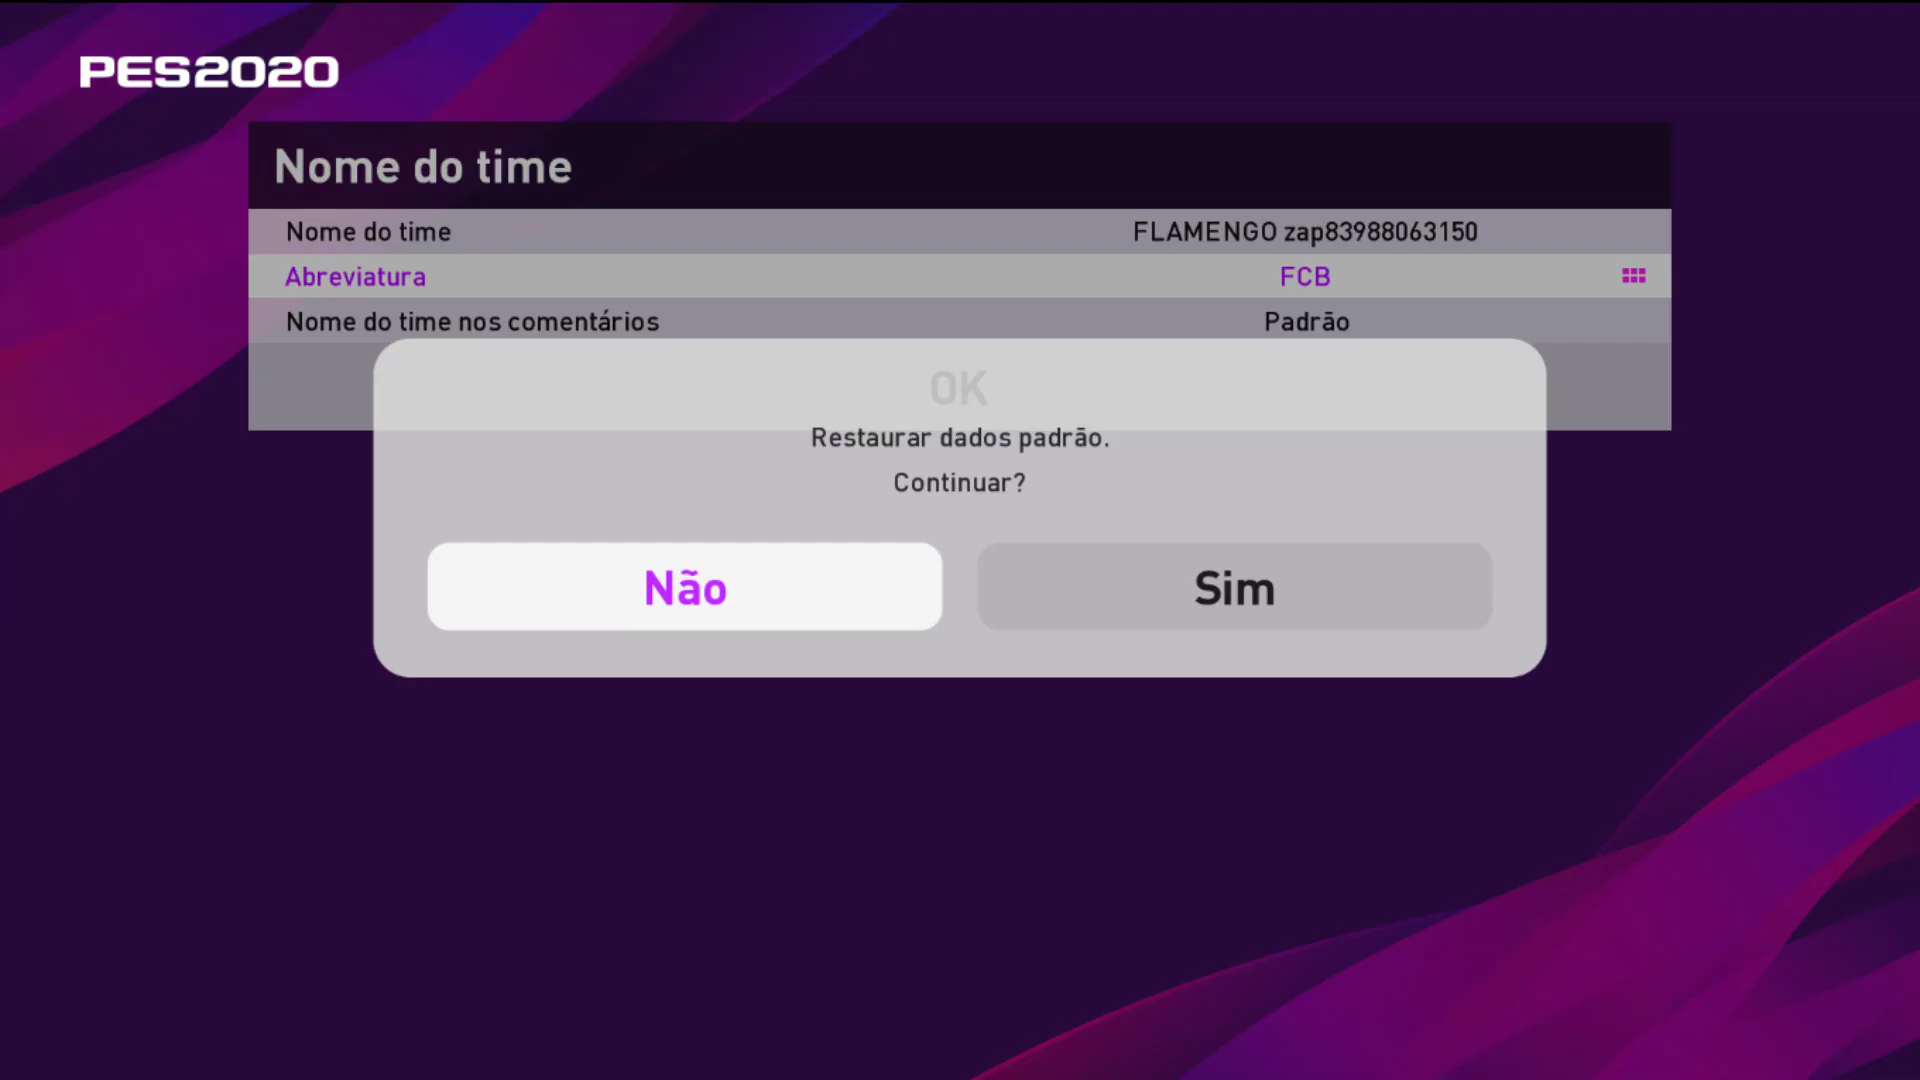 PES2020
Nome do time
Nome do time FLAMENGO zap83988063150
Abreviatura FCB
Nome do time nos comentários Padrão
OK
Restaurar dados padrão.
Continuar?
Não Sim